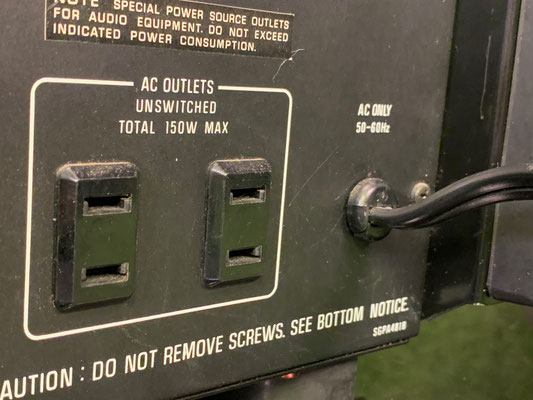 NOTE SPECIAL POWER SOURCE OUTLETS
FOR AUDIO EQUIPMENT. DO NOT EXCEED
INDICATED POWER CONSUMPTION.
AC OUTLETS
UNSWITCHED
TOTAL 150W MAX
AC ONLY
50-60Hz
AUTION : DO NOT REMOVE SCREWS. SEE BOTTOM NOTICE.
SGPA481B